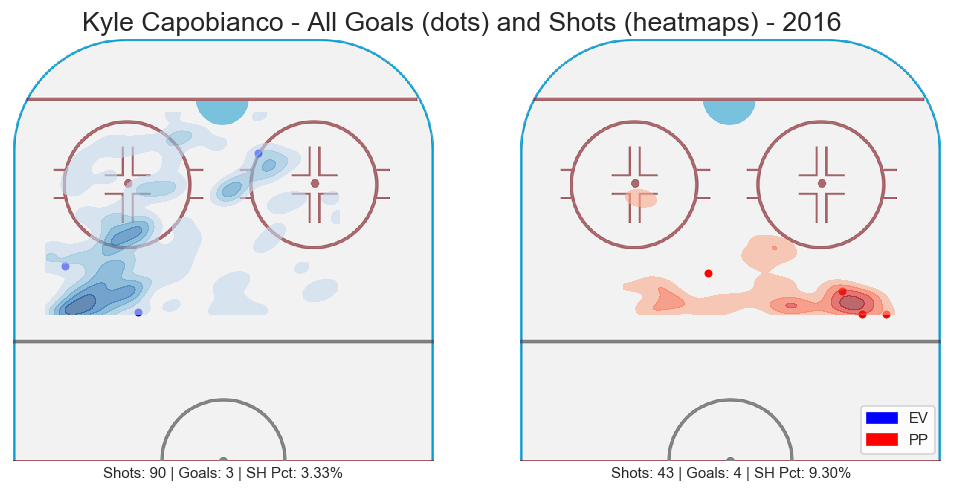 Kyle Capobianco - All Goals (dots) and Shots (heatmaps) - 2016
EV
PP
Shots: 90 | Goals: 3 | SH Pct: 3.33%
Shots: 43 | Goals: 4 | SH Pct: 9.30%